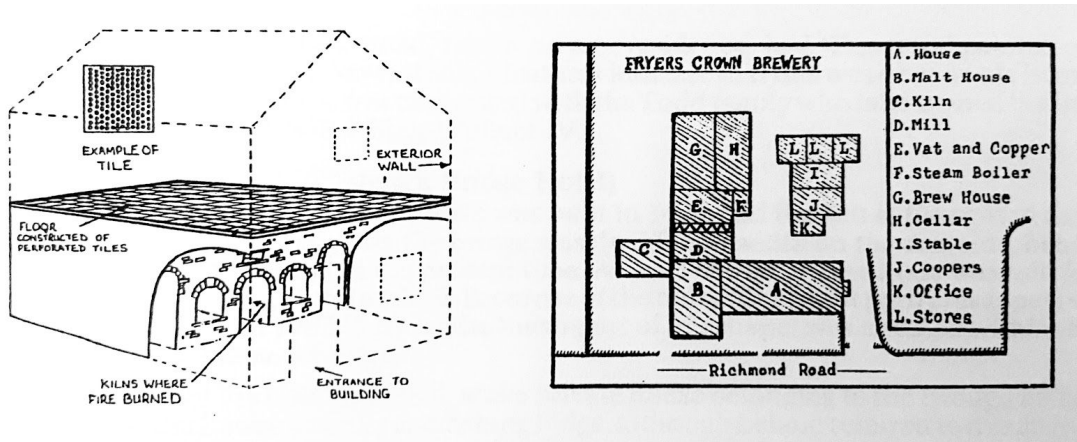 EXAMPLE OF
TILE
EXTERIOR
WALL
FLOOR
CONSTRUCTED OF
PERFORATED TILES
KILNS WHERE
FIRE BURNED
ENTRANCE TO
BUILDING
FRYERS CROWN BREWERY
G H
L L L
I
E K
J
K
C D
B A
Richmond Road
A.House
B.Malt House
C.Kiln
D.Mill
E.Vat and Copper
F.Steam Boiler
G.Brew House
H.Cellar
I.Stable
J.Coopers
K.Office
L.Stores